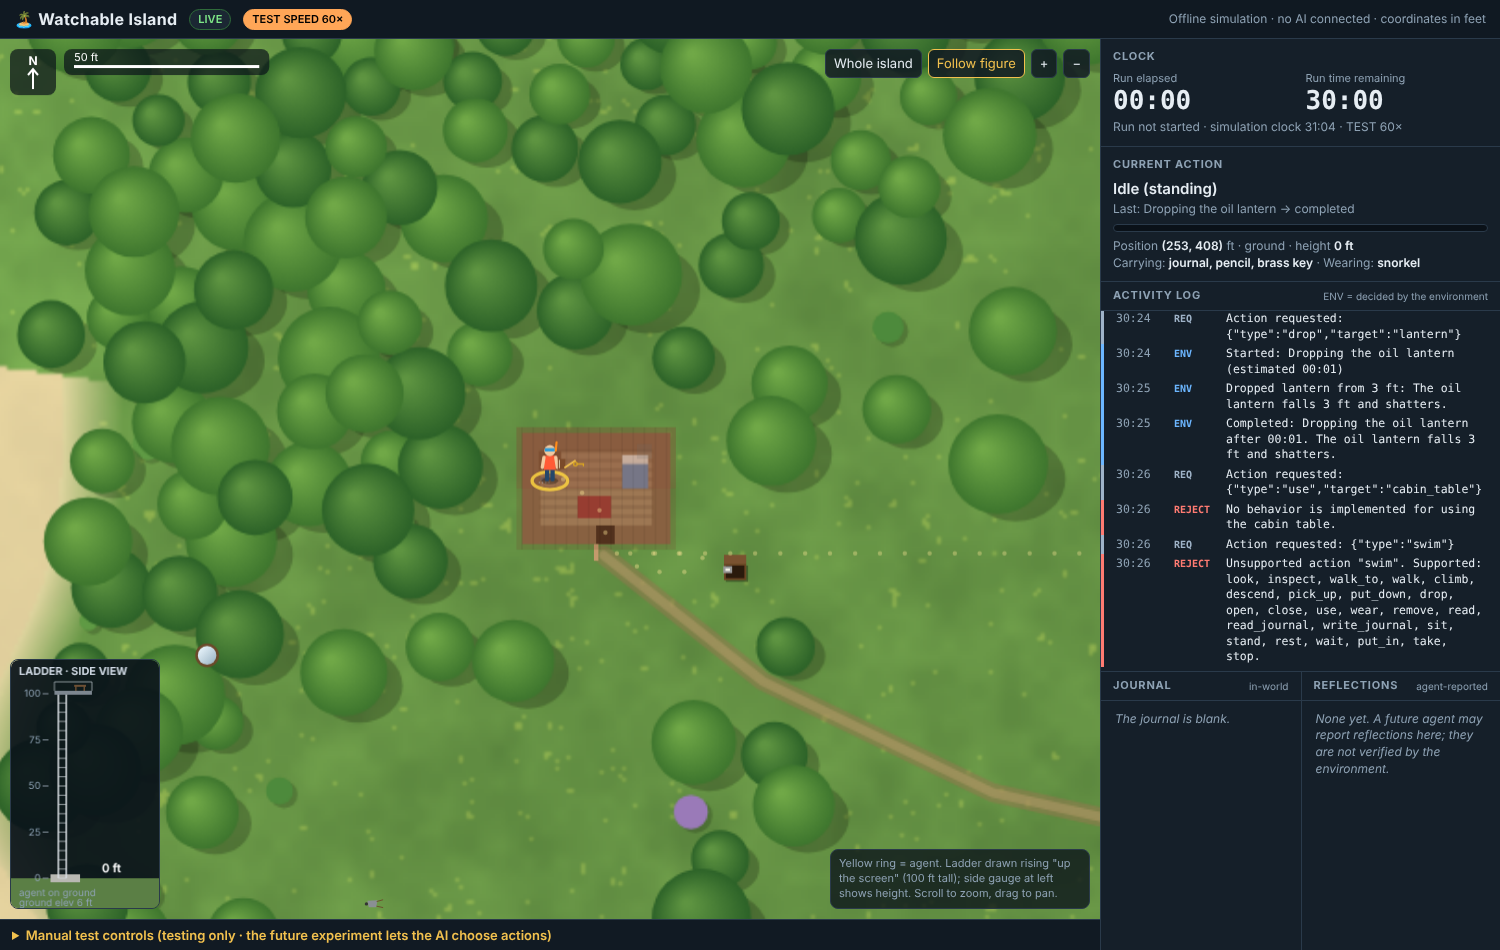 Watchable Island
LIVE
TEST SPEED 60×
Offline simulation · no AI connected · coordinates in feet
N
50 ft
Whole island
Follow figure
+
−
LADDER · SIDE VIEW
100
75
50
25
0
0 ft
agent on ground
ground elev 6 ft
Yellow ring = agent. Ladder drawn rising "up
the screen" (100 ft tall); side gauge at left
shows height. Scroll to zoom, drag to pan.
▶ Manual test controls (testing only · the future experiment lets the AI choose actions)
CLOCK
Run elapsed
00:00
Run time remaining
30:00
Run not started · simulation clock 31:04 · TEST 60×
CURRENT ACTION
Idle (standing)
Last: Dropping the oil lantern → completed
Position (253, 408) ft · ground · height 0 ft
Carrying: journal, pencil, brass key · Wearing: snorkel
ACTIVITY LOG
ENV = decided by the environment
30:24 REQ Action requested:
{"type":"drop","target":"lantern"}
30:24 ENV Started: Dropping the oil lantern
(estimated 00:01)
30:25 ENV Dropped lantern from 3 ft: The oil
lantern falls 3 ft and shatters.
30:25 ENV Completed: Dropping the oil lantern
after 00:01. The oil lantern falls 3
ft and shatters.
30:26 REQ Action requested:
{"type":"use","target":"cabin_table"}
30:26 REJECT No behavior is implemented for using
the cabin table.
30:26 REQ Action requested: {"type":"swim"}
30:26 REJECT Unsupported action "swim". Supported:
look, inspect, walk_to, walk, climb,
descend, pick_up, put_down, drop,
open, close, use, wear, remove, read,
read_journal, write_journal, sit,
stand, rest, wait, put_in, take,
stop.
JOURNAL
in-world
The journal is blank.
REFLECTIONS
agent-reported
None yet. A future agent may
report reflections here; they
are not verified by the
environment.